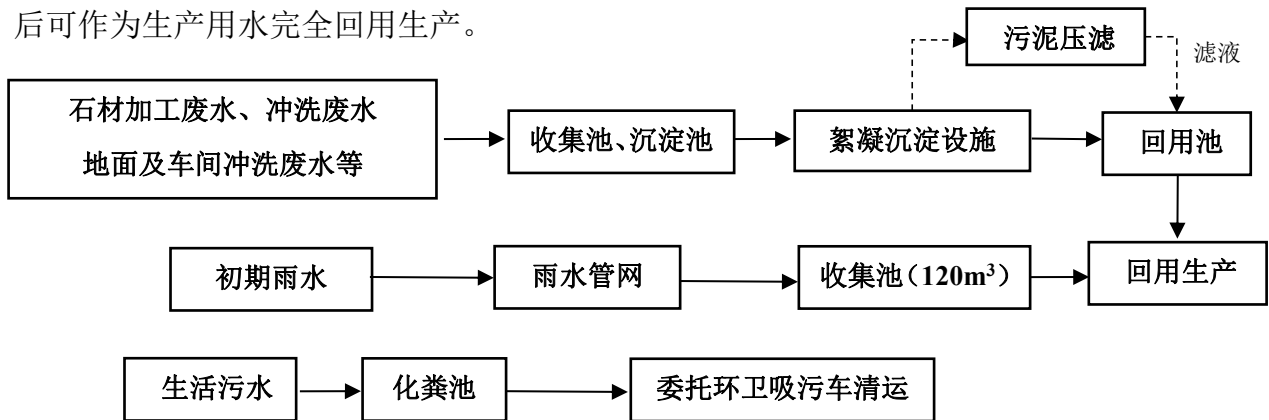 后可作为生产用水完全回用生产。
污泥压滤
滤液
石材加工废水、冲洗废水
地面及车间冲洗废水等
收集池、沉淀池
絮凝沉淀设施
回用池
初期雨水
雨水管网
收集池（120m³）
回用生产
生活污水
化粪池
委托环卫吸污车清运